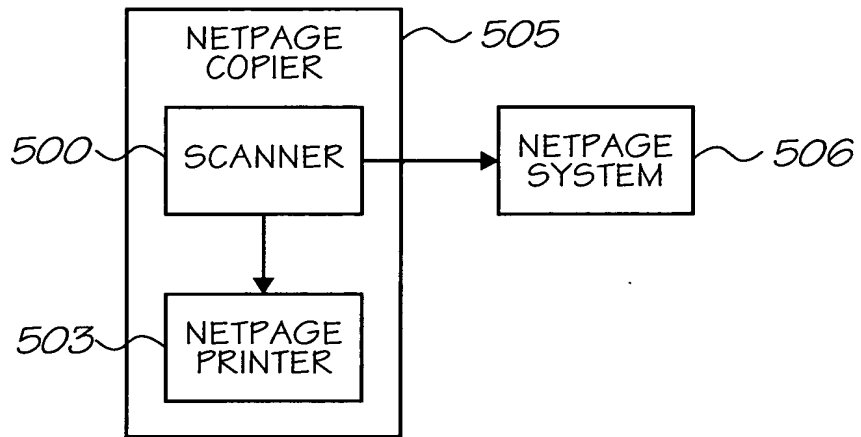 NETPAGE
COPIER
505
500
SCANNER
NETPAGE
SYSTEM
506
503
NETPAGE
PRINTER